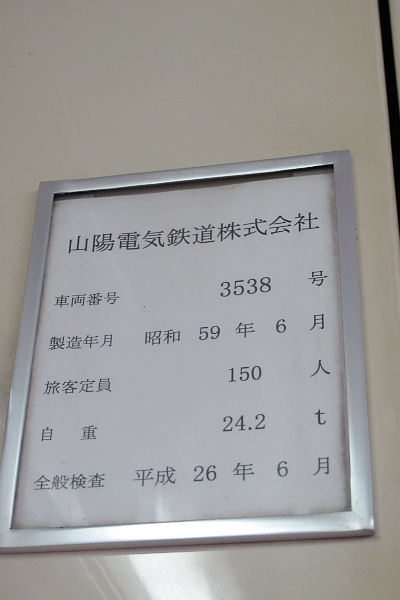 山陽電気鉄道株式会社
車両番号 3538 号
製造年月 昭和 59 年 6 月
旅客定員 150 人
自 重 24.2 t
全般検査 平成 26 年 6 月